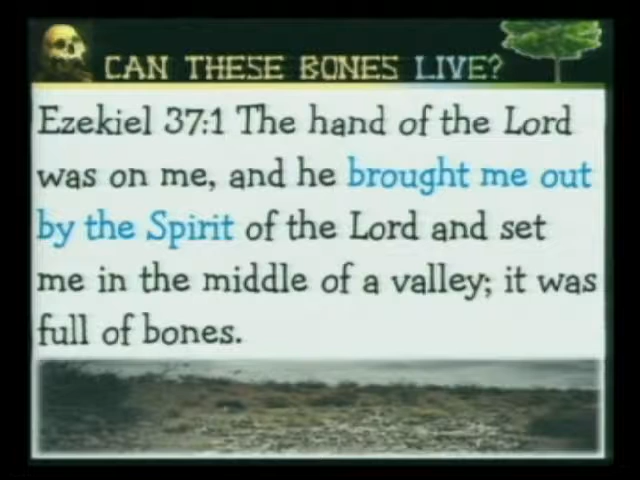 CAN THESE BONES LIVE?
Ezekiel 37:1 The hand of the Lord
was on me, and he brought me out
by the Spirit of the Lord and set
me in the middle of a valley; it was
full of bones.